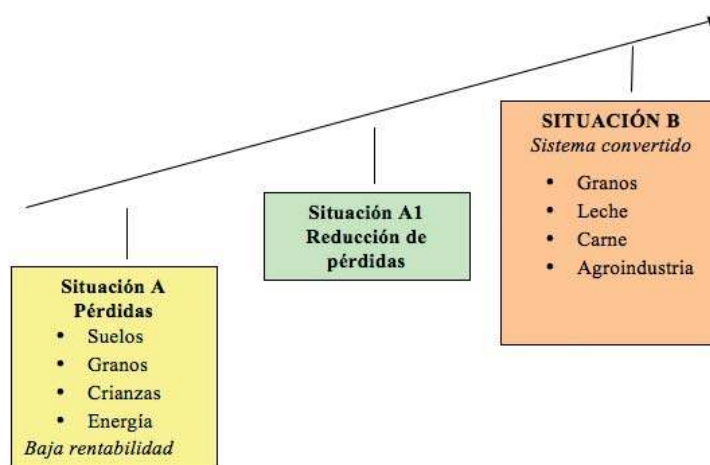 Situación A
Pérdidas
• Suelos
• Granos
• Crianzas
• Energía
Baja rentabilidad
Situación A1
Reducción de
pérdidas
SITUACIÓN B
Sistema convertido
• Granos
• Leche
• Carne
• Agroindustria